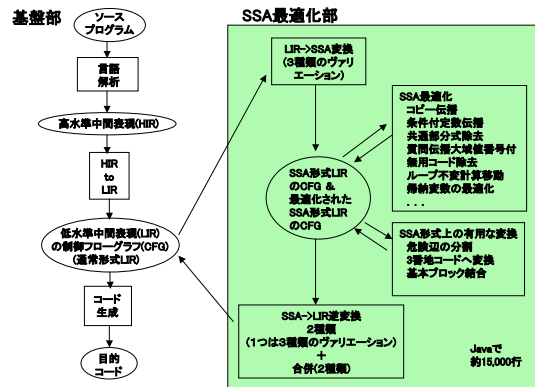 基盤部
ソース
プログラム
言語
解析
高水準中間表現(HIR)
HIR
to
LIR
低水準中間表現(LIR)
の制御フローグラフ(CFG)
(通常形式LIR)
コード
生成
目的
コード
SSA最適化部
LIR->SSA変換
(3種類のヴァリ
エーション)
SSA形式LIR
のCFG &
最適化された
SSA形式LIR
のCFG
SSA最適化
コピー伝播
条件付定数伝播
共通部分式除去
質問伝播大域値番号付
無用コード除去
ループ不変計算移動
帰納変数の最適化
...
SSA形式上の有用な変換
危険辺の分割
3番地コードへ変換
基本ブロック結合
SSA->LIR逆変換
2種類
(1つは3種類のヴァリエーション)
+
合併(2種類)
Javaで
約15,000行